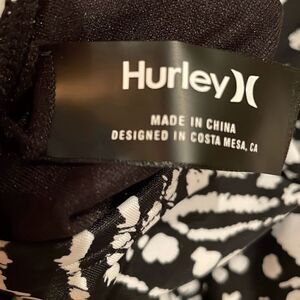 Hurley
MADE IN CHINA
DESIGNED IN COSTA MESA, CA